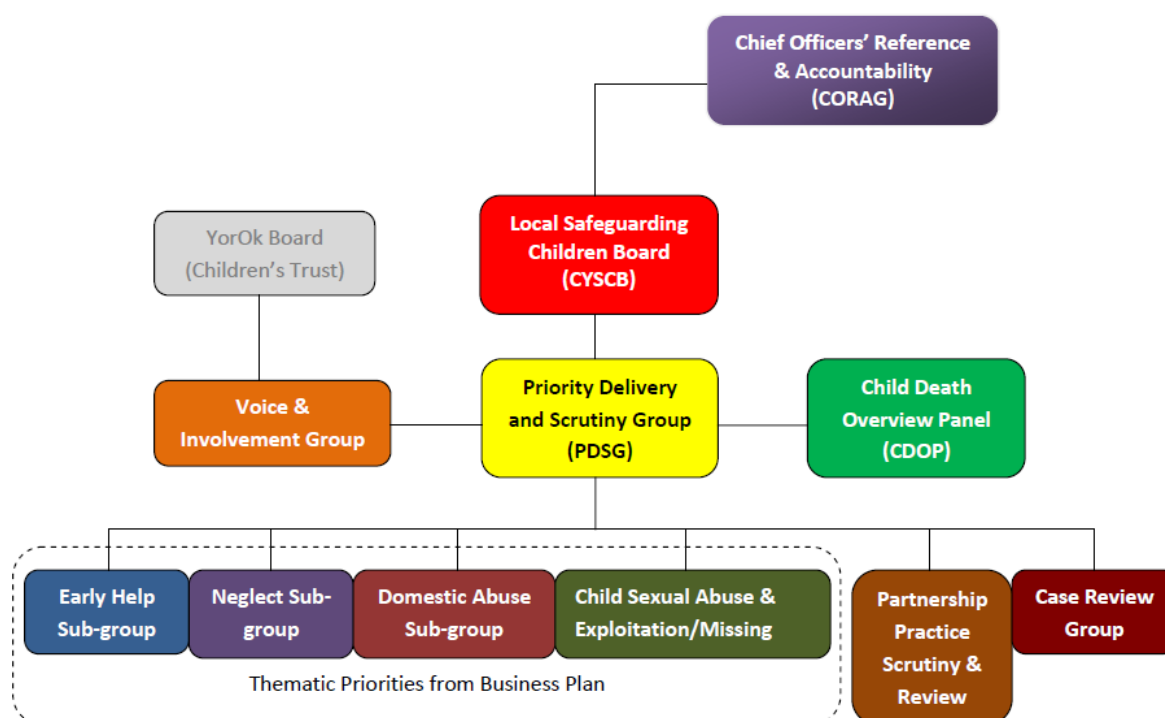 Chief Officers’ Reference
& Accountability
(CORAG)
Local Safeguarding
Children Board
(CYSCB)
YorOk Board
(Children’s Trust)
Voice &
Involvement Group
Priority Delivery
and Scrutiny Group
(PDSG)
Child Death
Overview Panel
(CDOP)
Early Help
Sub-group
Neglect Sub-
group
Domestic Abuse
Sub-group
Child Sexual Abuse &
Exploitation/Missing
Partnership
Practice
Scrutiny &
Review
Case Review
Group
Thematic Priorities from Business Plan